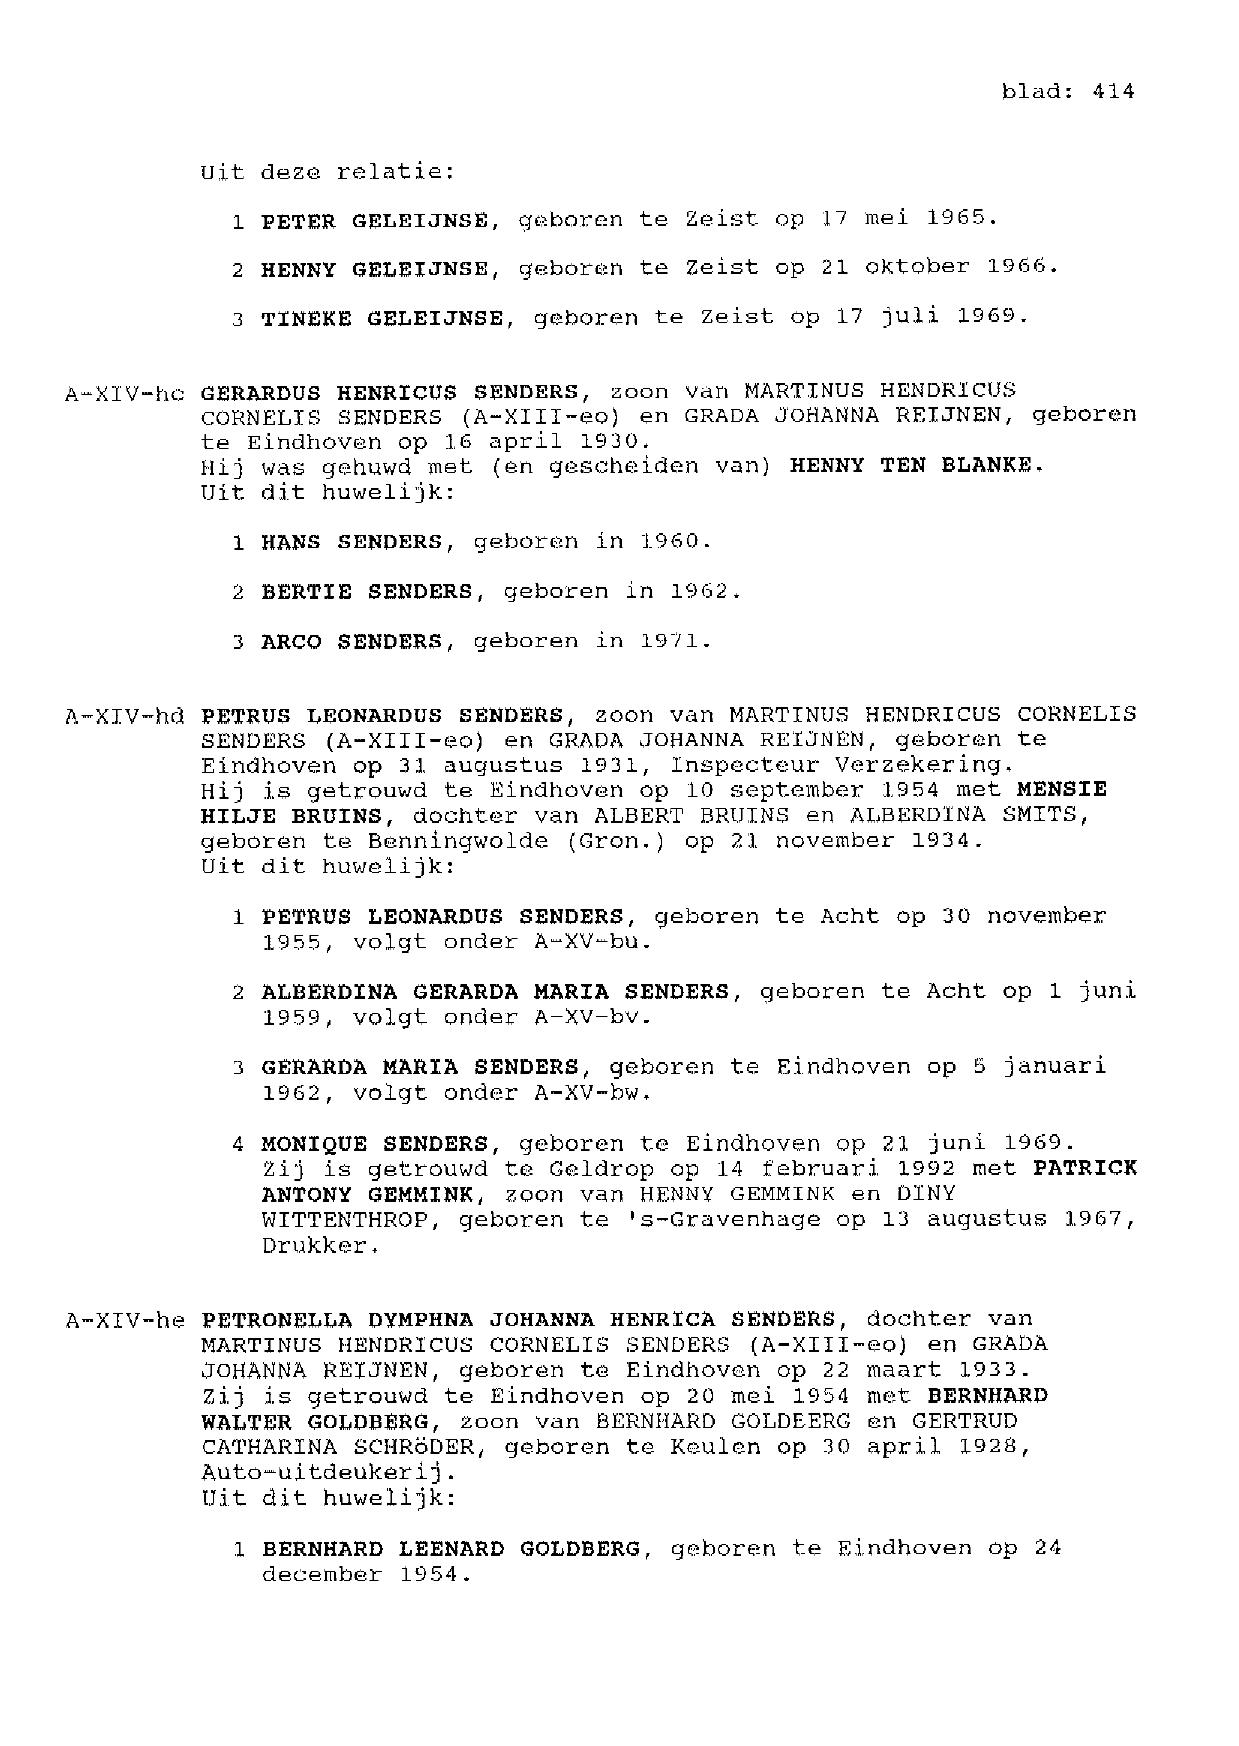 blad: 414
Uit deze relatie:
1 PETER GELEIJNSE, geboren te Zeist op 17 mei 1965.
2 HENNY GELEIJNSE, geboren te Zeist op 21 oktober 1966.
3 TINEKE GELEIJNSE, geboren te Zeist op 17 juli 1969.
A-XIV-hc GERARDUS HENRICUS SENDERS, zoon van MARTINUS HENDRICUS
CORNELIS SENDERS (A-XIII-eo) en GRADA JOHANNA REIJNEN, geboren
te Eindhoven op 16 april 1930.
Hij was gehuwd met (en gescheiden van) HENNY TEN BLANKE.
Uit dit huwelijk:
1 HANS SENDERS, geboren in 1960.
2 BERTIE SENDERS, geboren in 1962.
3 ARCO SENDERS, geboren in 1971.
A-XIV-hd PETRUS LEONARDUS SENDERS, zoon van MARTINUS HENDRICUS CORNELIS
SENDERS (A-XIII-eo) en GRADA JOHANNA REIJNEN, geboren te
Eindhoven op 31 augustus 1931, Inspecteur Verzekering.
Hij is getrouwd te Eindhoven op 10 september 1954 met MENSIE
HILJE BRUINS, dochter van ALBERT BRUINS en ALBERDINA SMITS,
geboren te Benningwolde (Gron.) op 21 november 1934.
Uit dit huwelijk:
1 PETRUS LEONARDUS SENDERS, geboren te Acht op 30 november
1955, volgt onder A-XV-bu.
2 ALBERDINA GERARDA MARIA SENDERS, geboren te Acht op 1 juni
1959, volgt onder A-XV-bv.
3 GERARDA MARIA SENDERS, geboren te Eindhoven op 5 januari
1962, volgt onder A-XV-bw.
4 MONIQUE SENDERS, geboren te Eindhoven op 21 juni 1969.
Zij is getrouwd te Geldrop op 14 februari 1992 met PATRICK
ANTONY GEMMINK, zoon van HENNY GEMMINK en DINY
WITTENTHROP, geboren te 's-Gravenhage op 13 augustus 1967,
Drukker.
A-XIV-he PETRONELLA DYMPHNA JOHANNA HENRICA SENDERS, dochter van
MARTINUS HENDRICUS CORNELIS SENDERS (A-XIII-eo) en GRADA
JOHANNA REIJNEN, geboren te Eindhoven op 22 maart 1933.
Zij is getrouwd te Eindhoven op 20 mei 1954 met BERNHARD
WALTER GOLDBERG, zoon van BERNHARD GOLDBERG en GERTRUD
CATHARINA SCHRöDER, geboren te Keulen op 30 april 1928,
Auto-uitdeukerij.
Uit dit huwelijk:
1 BERNHARD LEENARD GOLDBERG, geboren te Eindhoven op 24
december 1954.